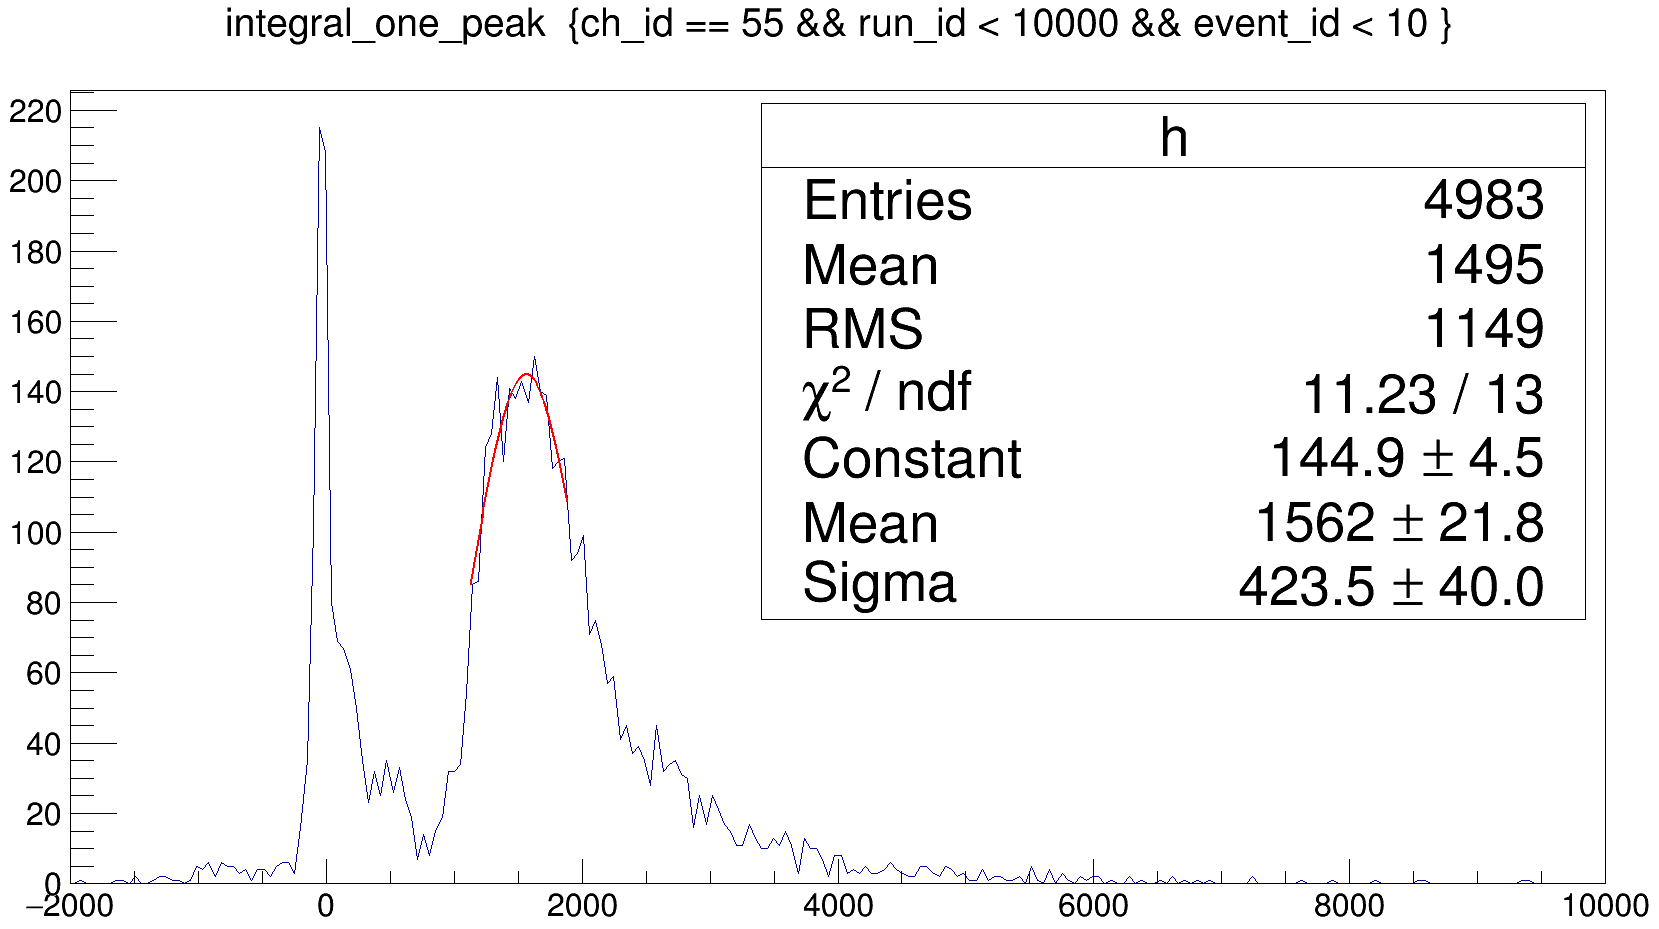 integral_one_peak {ch_id == 55 && run_id < 10000 && event_id < 10 }
h
Entries 4983
Mean 1495
RMS 1149
χ² / ndf 11.23 / 13
Constant 144.9 ± 4.5
Mean 1562 ± 21.8
Sigma 423.5 ± 40.0
220
200
180
160
140
120
100
80
60
40
20
0
−2000 0 2000 4000 6000 8000 10000